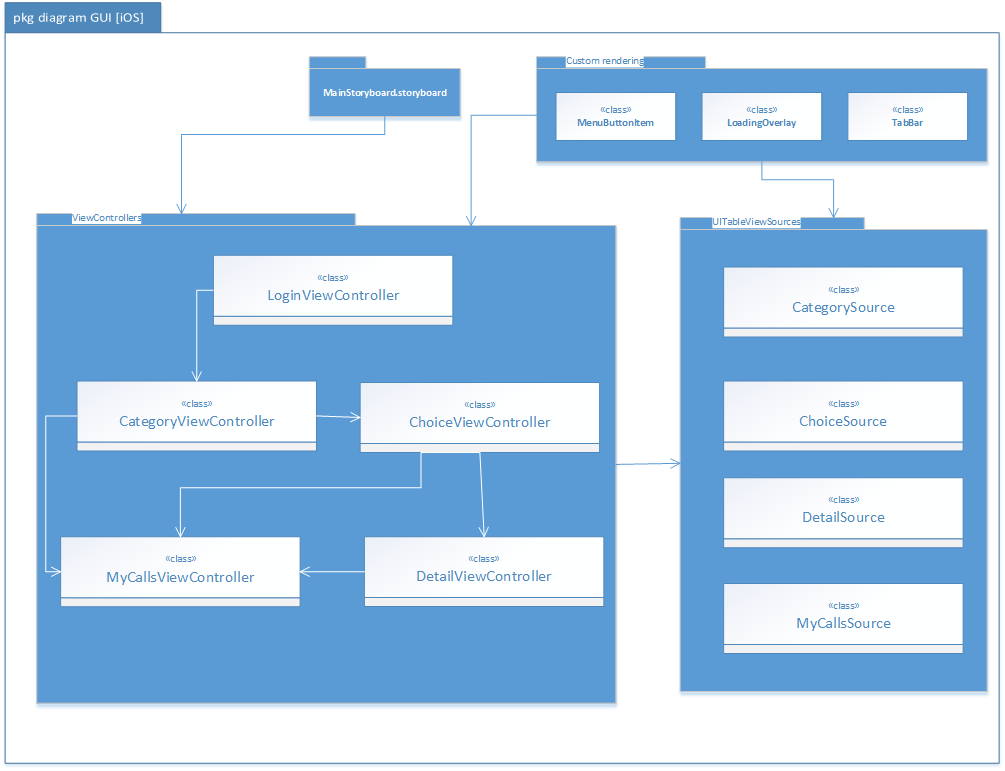 pkg diagram GUI [iOS]
MainStoryboard.storyboard
Custom rendering
«class»
MenuButtonItem
«class»
LoadingOverlay
«class»
TabBar
ViewControllers
«class»
LoginViewController
«class»
CategoryViewController
«class»
ChoiceViewController
«class»
MyCallsViewController
«class»
DetailViewController
UITableViewSources
«class»
CategorySource
«class»
ChoiceSource
«class»
DetailSource
«class»
MyCallsSource